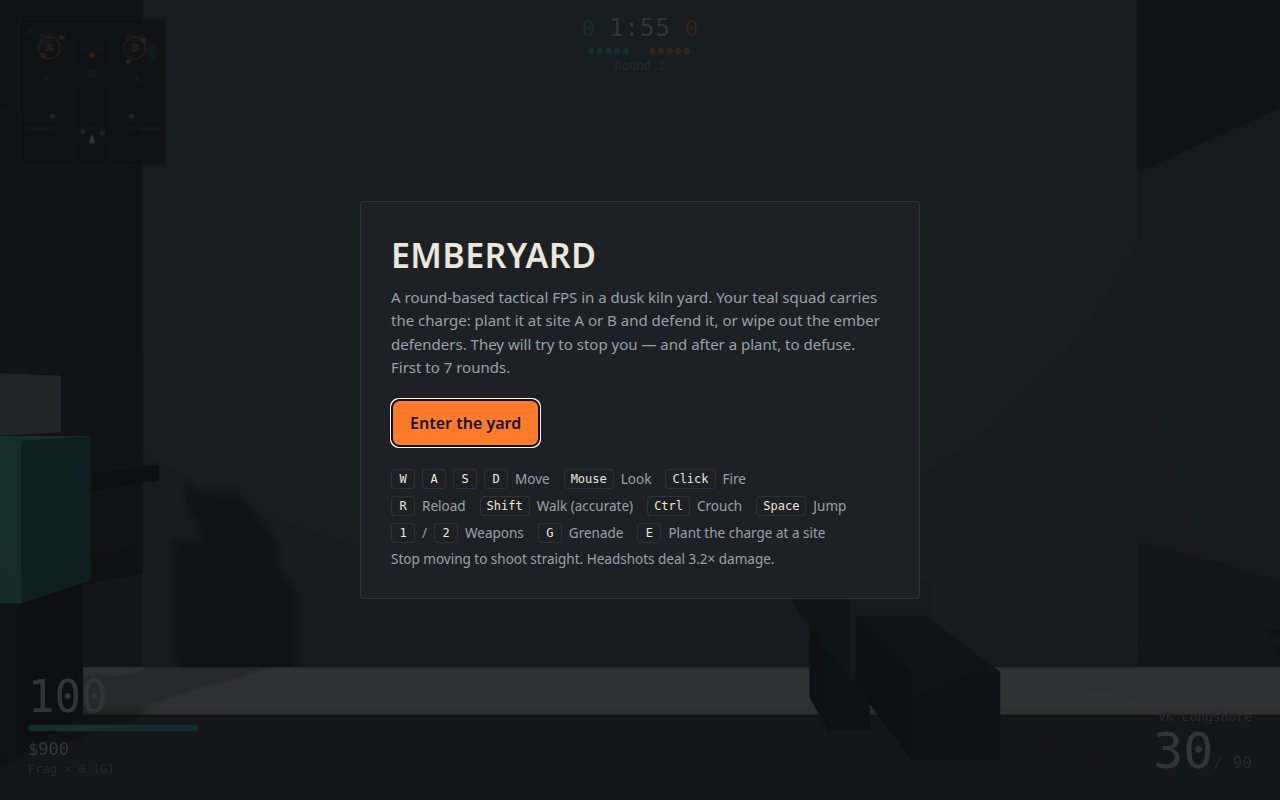 A B
0 1:55 0
Round 1
EMBERYARD
A round-based tactical FPS in a dusk kiln yard. Your teal squad carries
the charge: plant it at site A or B and defend it, or wipe out the ember
defenders. They will try to stop you — and after a plant, to defuse.
First to 7 rounds.
Enter the yard
W A S D Move Mouse Look Click Fire
R Reload Shift Walk (accurate) Ctrl Crouch Space Jump
1 / 2 Weapons G Grenade E Plant the charge at a site
Stop moving to shoot straight. Headshots deal 3.2× damage.
100
$900
Frag × 0 (G)
VK Longshore
30 / 90